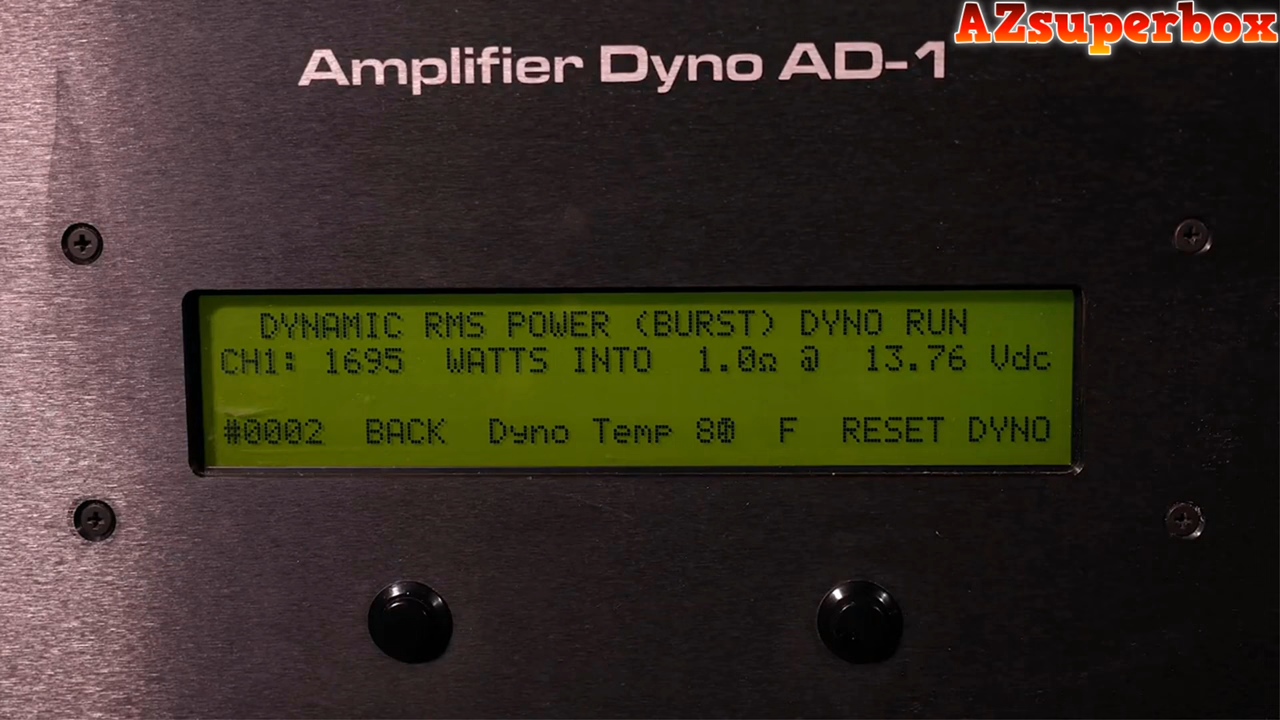 AZsuperbox
Amplifier Dyno AD-1
DYNAMIC RMS POWER (BURST) DYNO RUN
CH1: 1695 WATTS INTO 1.0Ω @ 13.76 Vdc
#0002 BACK Dyno Temp F RESET DYNO